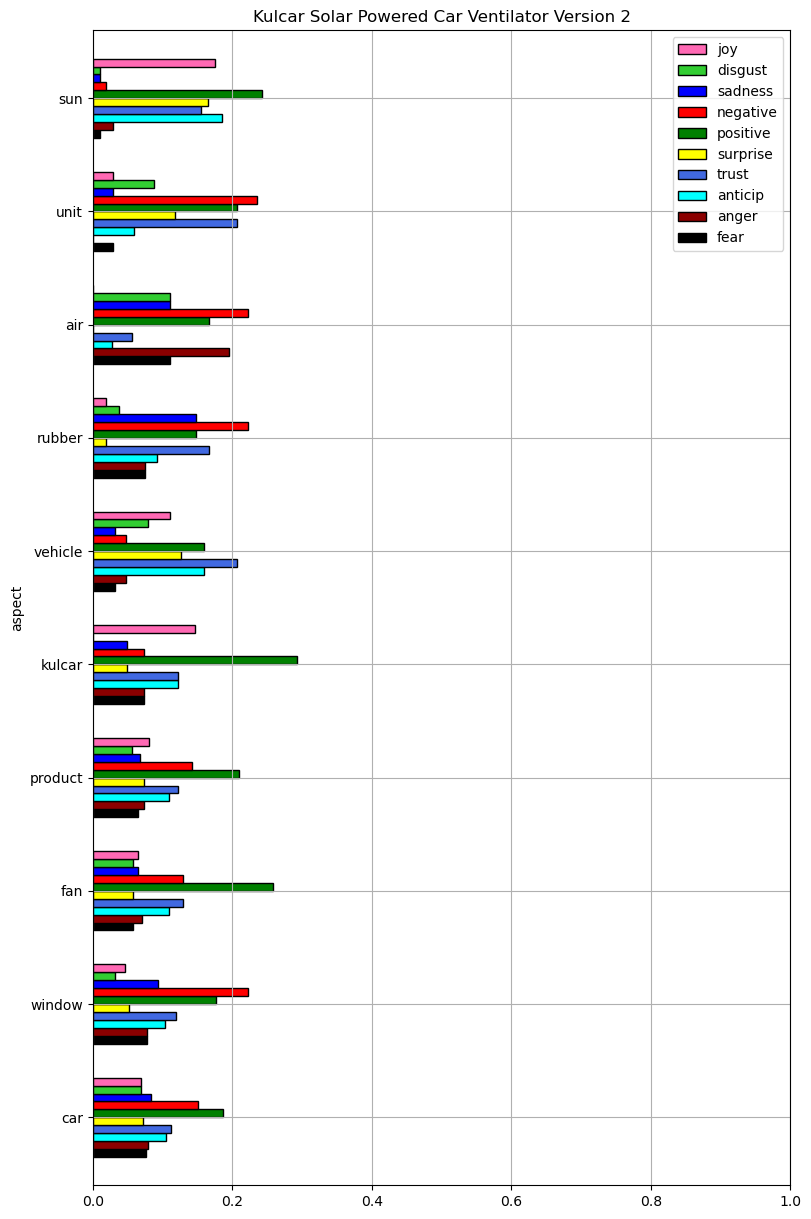 Kulcar Solar Powered Car Ventilator Version 2
joy
disgust
sadness
negative
positive
surprise
trust
anticip
anger
fear
sun
unit
air
rubber
vehicle
kulcar
product
fan
window
car
aspect
0.0 0.2 0.4 0.6 0.8 1.0